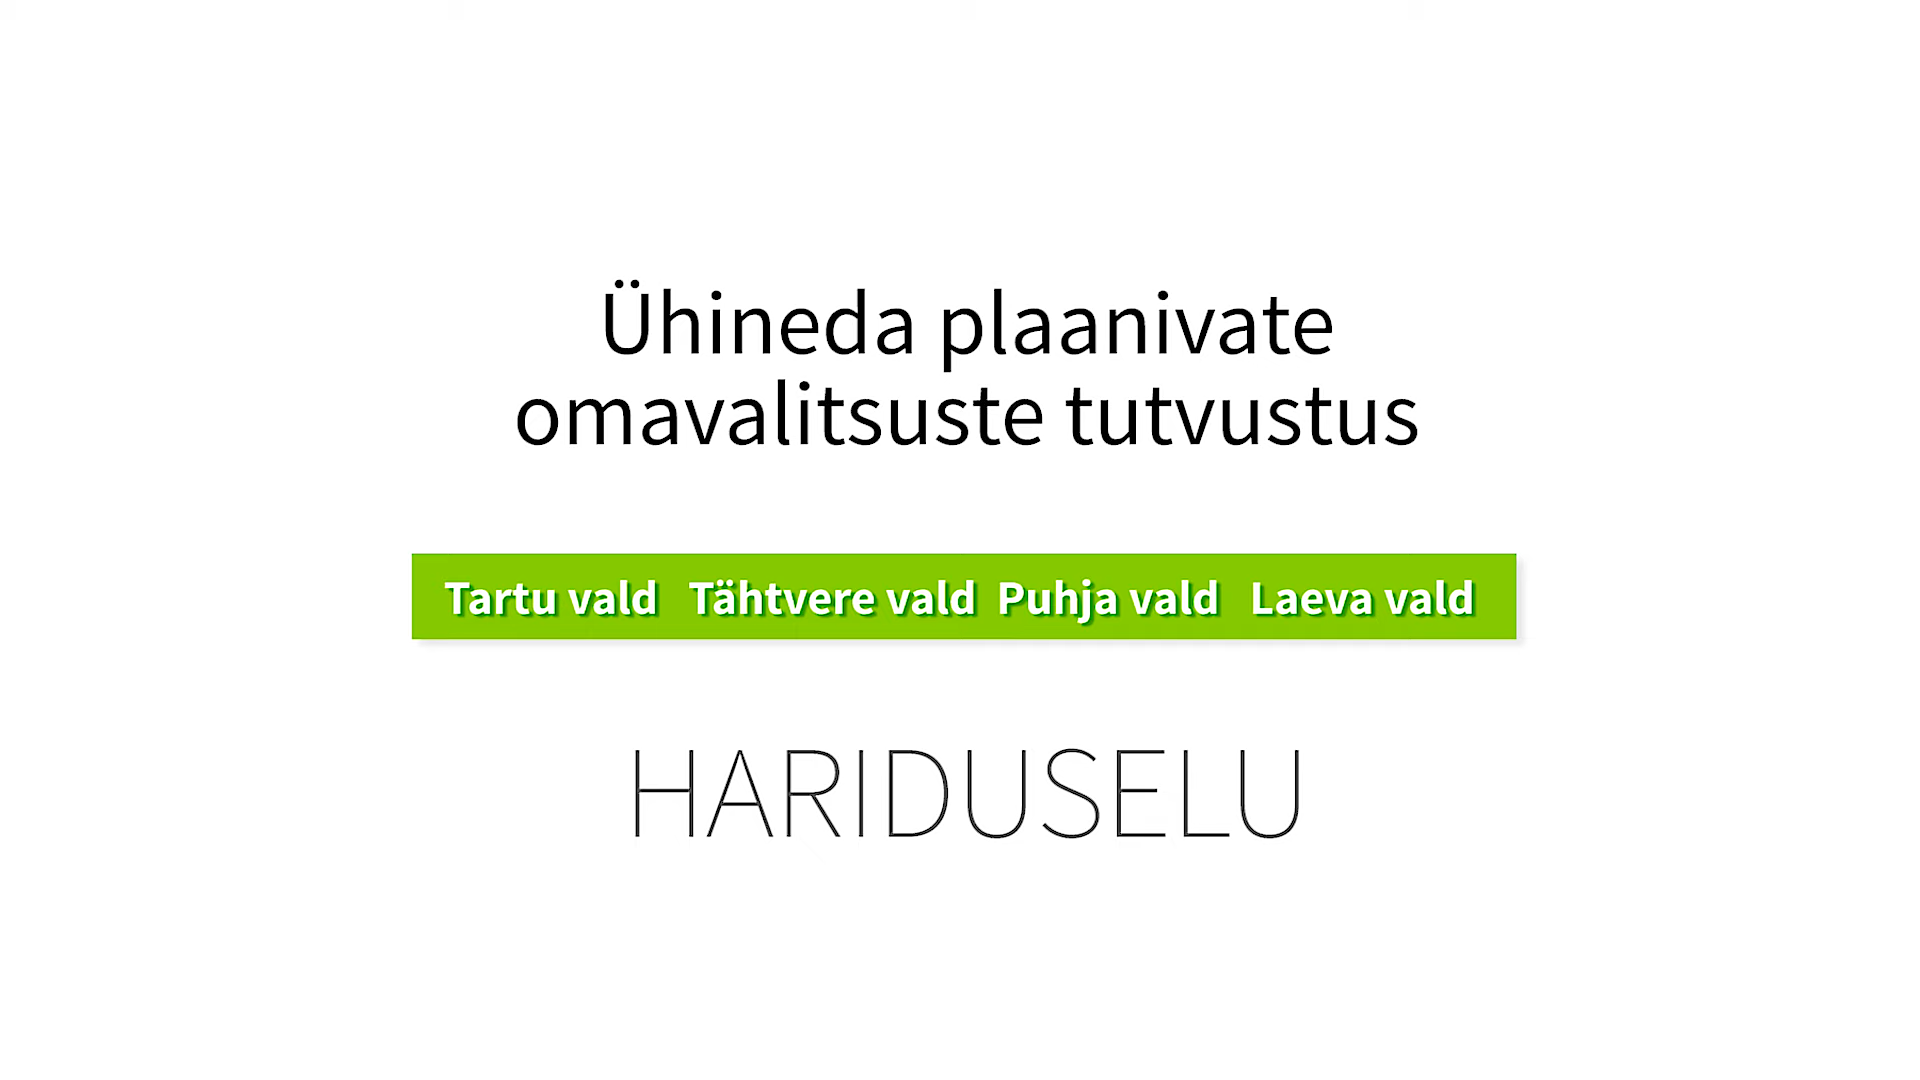 Ühineda plaanivate
omavalitsuste tutvustus
Tartu vald Tähtvere vald Puhja vald Laeva vald
HARIDUSELU